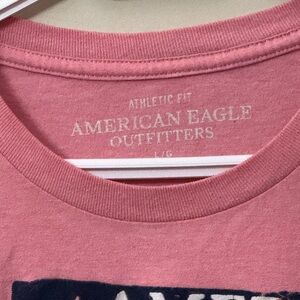 ATHLETIC FIT
AMERICAN EAGLE
OUTFITTERS
L/G